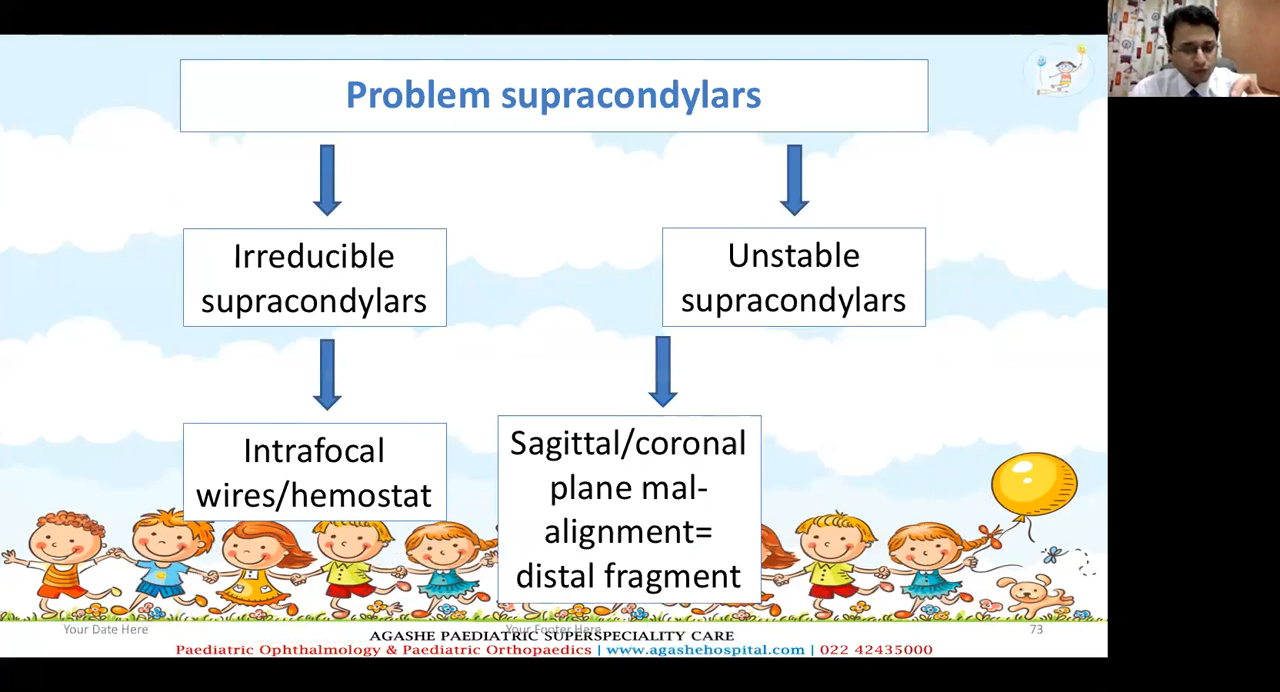 Problem supracondylars
Irreducible
supracondylars
Unstable
supracondylars
Intrafocal
wires/hemostat
Sagittal/coronal
plane mal-
alignment=
distal fragment
Your Date Here
Your Footer Here
73
AGASHE PAEDIATRIC SUPERSPECIALITY CARE
Paediatric Ophthalmology & Paediatric Orthopaedics | www.agashehospital.com | 022 42435000